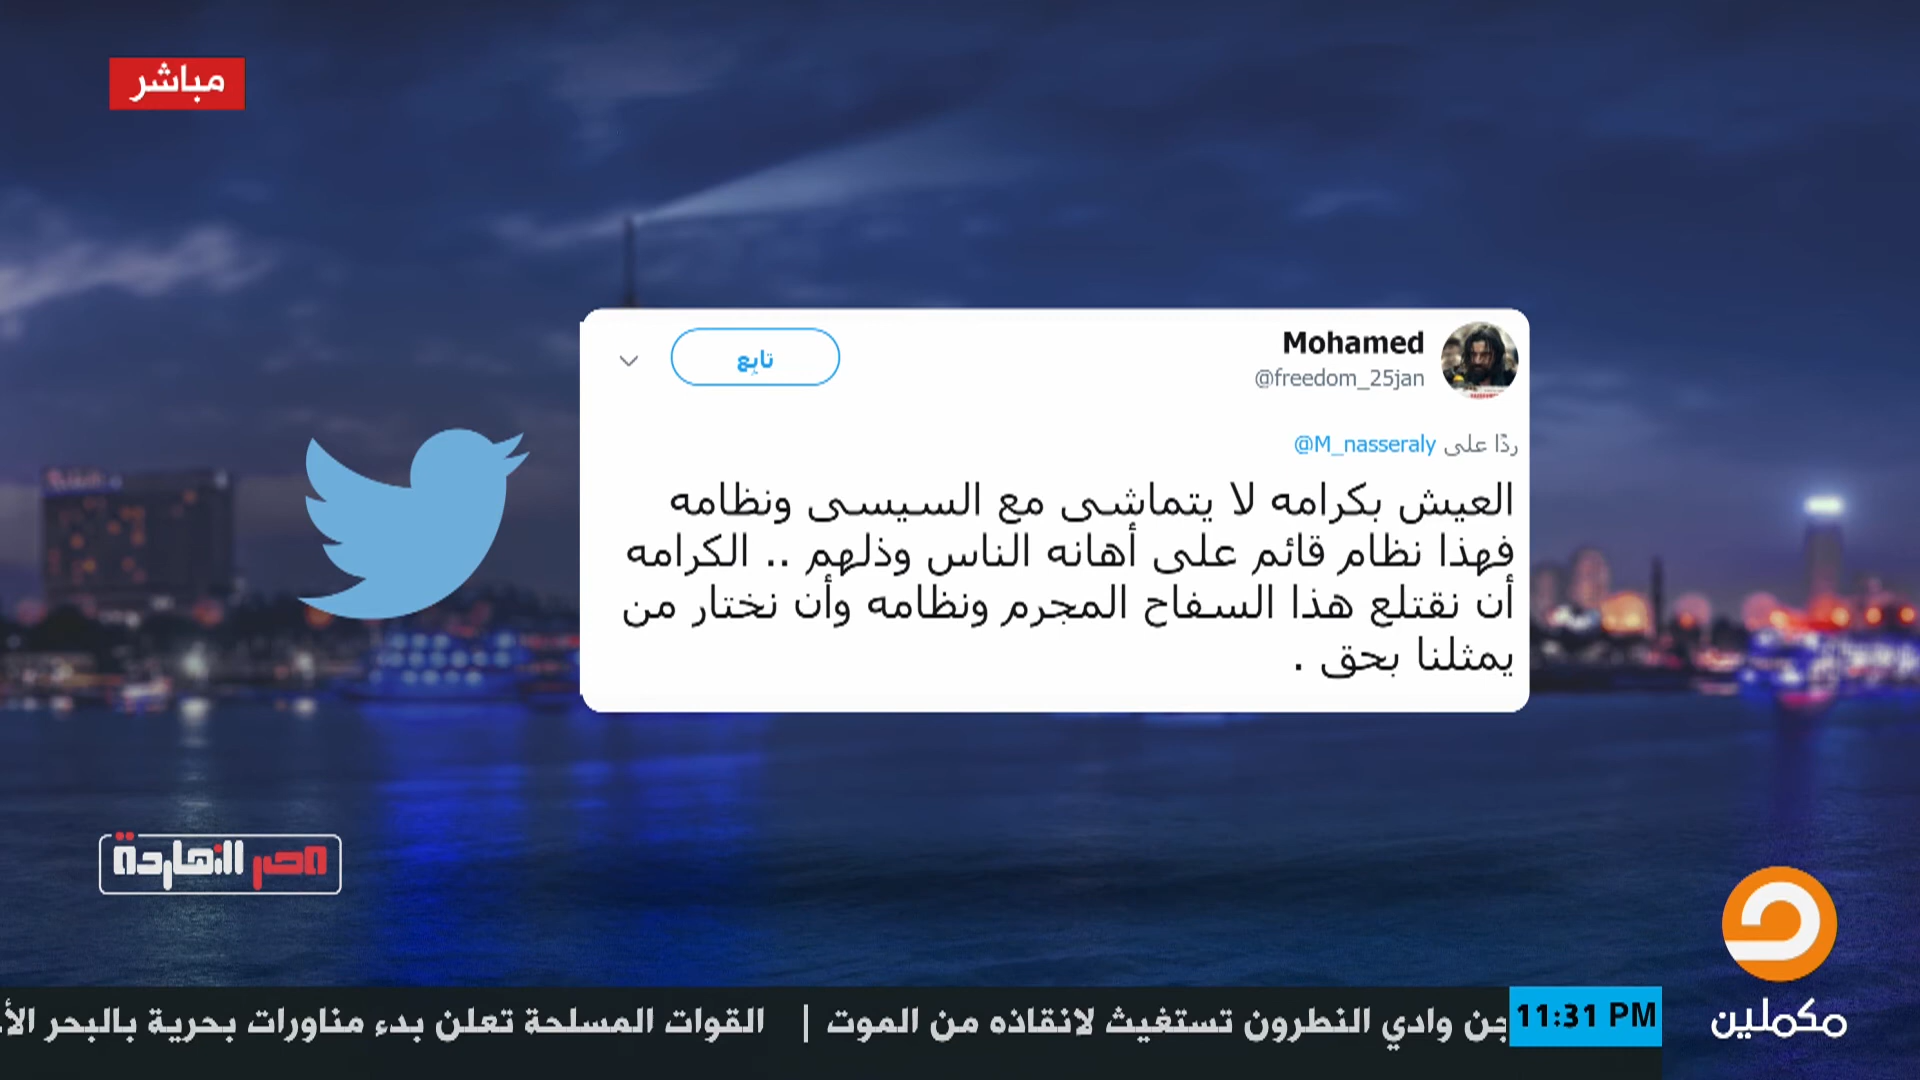 مباشر
Mohamed
@freedom_25jan
تابِع
ردًا على @M_nasseraly
العيش بكرامه لا يتماشى مع السيسى ونظامه
فهذا نظام قائم على أهانه الناس وذلهم .. الكرامه
أن نقتلع هذا السفاح المجرم ونظامه وأن نختار من
يمثلنا بحق .
مصر النهاردة
مكملين
11:31 PM
وادي النطرون تستغيث لانقاذه من الموت | القوات المسلحة تعلن بدء مناورات بحرية بالبحر